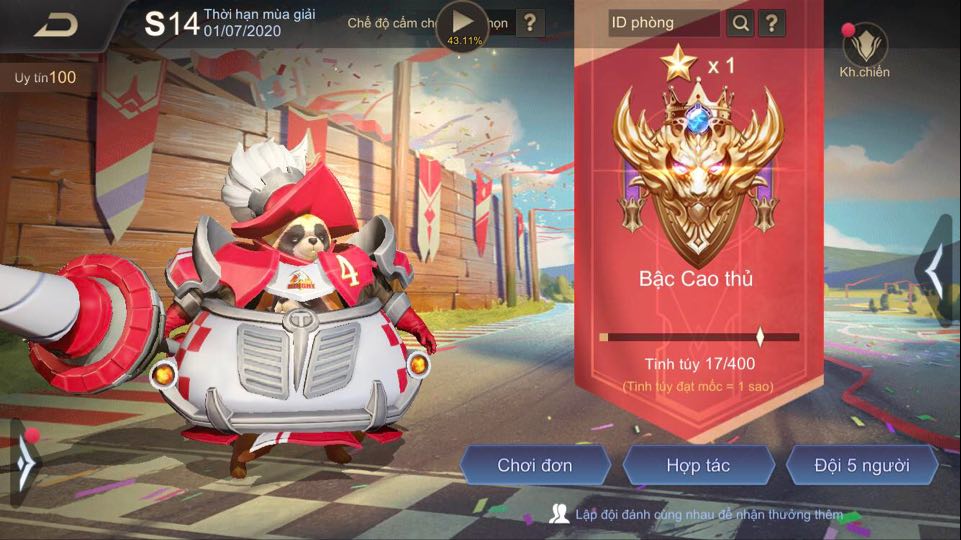 S14
Thời hạn mùa giải
01/07/2020
Chế độ cấm
43.11%
?
ID phòng
?
Kh.chiến
Uy tín100
x 1
4
T
Bậc Cao thủ
Tinh túy 17/400
(Tinh túy đạt mốc = 1 sao)
Chơi đơn
Hợp tác
Đội 5 người
Lập đội đánh cùng nhau để nhận thưởng thêm